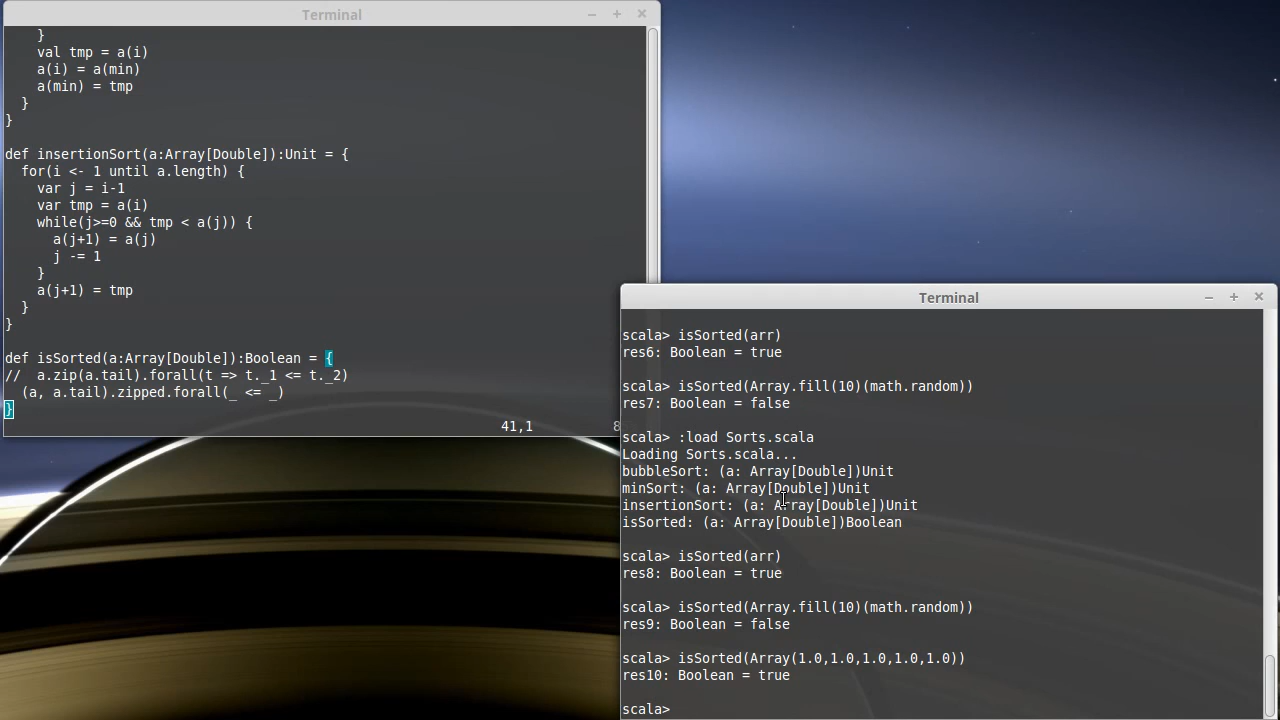 Terminal
    }
    val tmp = a(i)
    a(i) = a(min)
    a(min) = tmp
  }
}
def insertionSort(a:Array[Double]):Unit = {
  for(i <- 1 until a.length) {
    var j = i-1
    var tmp = a(i)
    while(j>=0 && tmp < a(j)) {
      a(j+1) = a(j)
      j -= 1
    }
    a(j+1) = tmp
  }
}
def isSorted(a:Array[Double]):Boolean = {
//  a.zip(a.tail).forall(t => t._1 <= t._2)
  (a, a.tail).zipped.forall(_ <= _)
}
41,1 8
Terminal
scala> isSorted(arr)
res6: Boolean = true
scala> isSorted(Array.fill(10)(math.random))
res7: Boolean = false
scala> :load Sorts.scala
Loading Sorts.scala...
bubbleSort: (a: Array[Double])Unit
minSort: (a: Array[Double])Unit
insertionSort: (a: Array[Double])Unit
isSorted: (a: Array[Double])Boolean
scala> isSorted(arr)
res8: Boolean = true
scala> isSorted(Array.fill(10)(math.random))
res9: Boolean = false
scala> isSorted(Array(1.0,1.0,1.0,1.0,1.0))
res10: Boolean = true
scala>